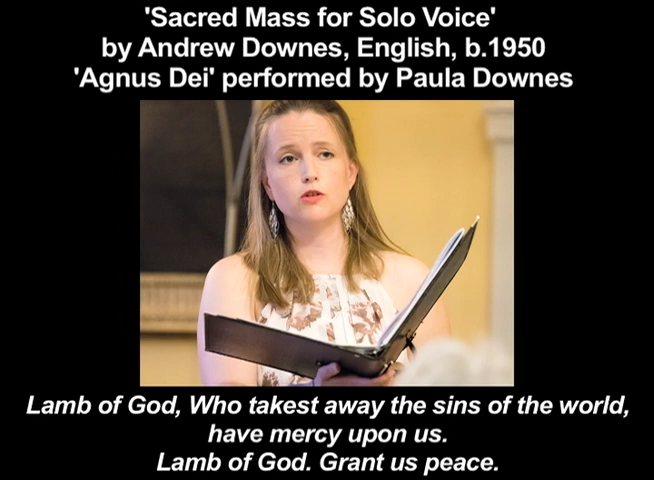 'Sacred Mass for Solo Voice'
by Andrew Downes, English, b.1950
'Agnus Dei' performed by Paula Downes
Lamb of God, Who takest away the sins of the world,
have mercy upon us.
Lamb of God. Grant us peace.